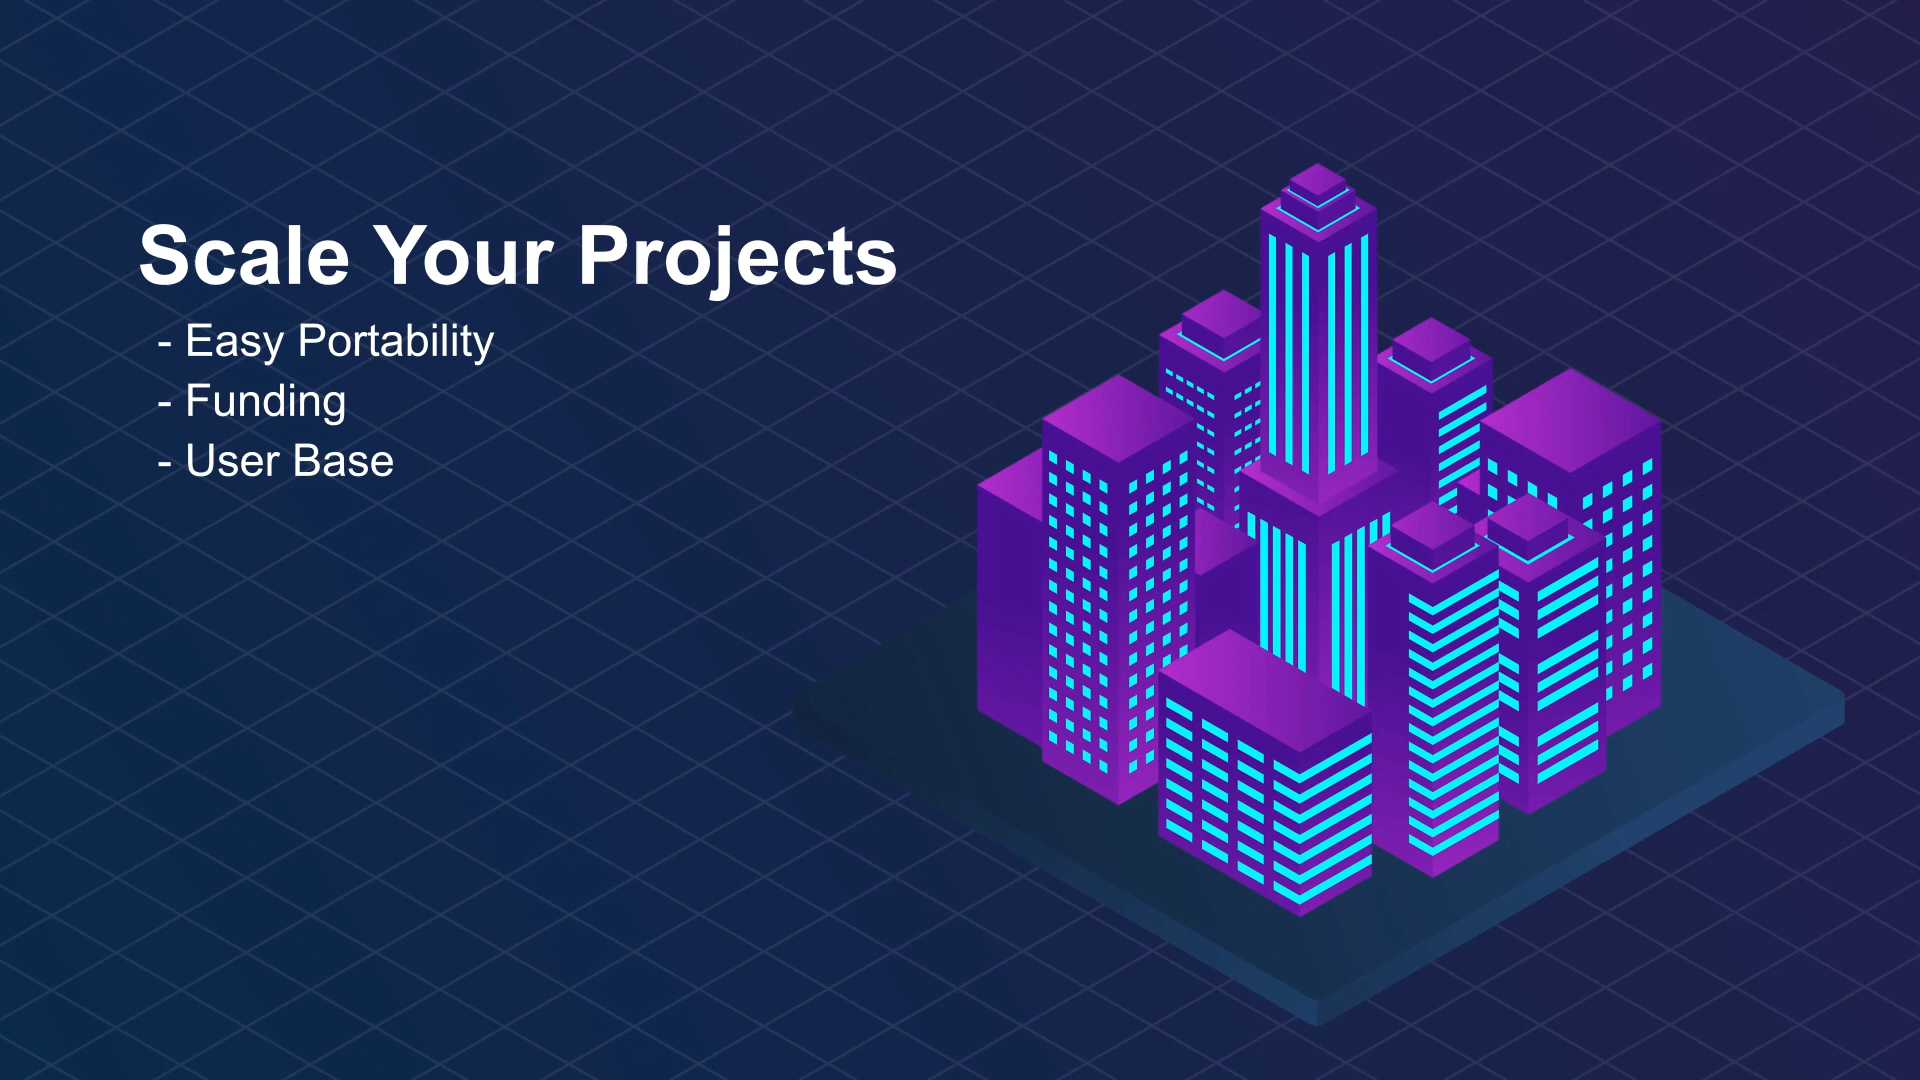 Scale Your Projects
- Easy Portability
- Funding
- User Base